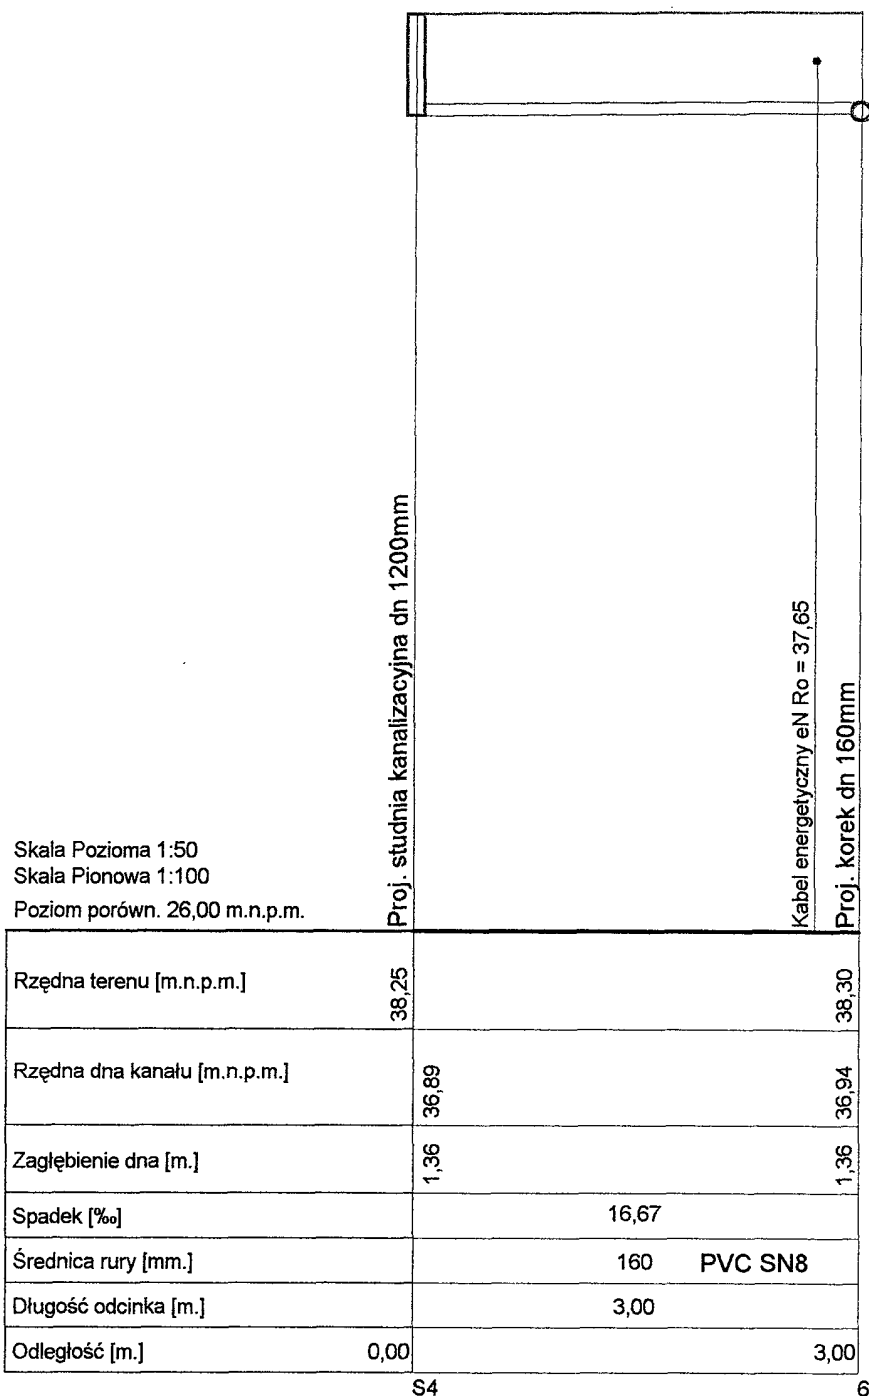 Proj. studnia kanalizacyjna dn 1200mm
Kabel energetyczny eN Ro = 37,65
Proj. korek dn 160mm
Skala Pozioma 1:50
Skala Pionowa 1:100
Poziom porówn. 26,00 m.n.p.m.
Rzędna terenu [m.n.p.m.] 38,25 38,30
Rzędna dna kanału [m.n.p.m.] 36,89 36,94
Zagłębienie dna [m.] 1,36 1,36
Spadek [‰] 16,67
Średnica rury [mm.] 160 PVC SN8
Długość odcinka [m.] 3,00
Odległość [m.] 0,00 3,00
S4 6